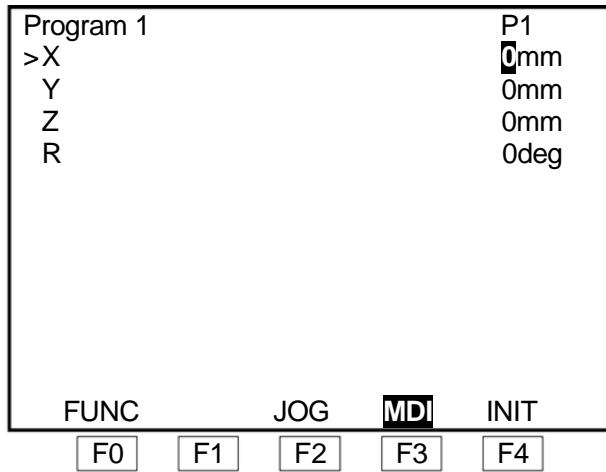 Program 1 P1
>X 0mm
Y 0mm
Z 0mm
R 0deg
FUNC JOG MDI INIT
F0 F1 F2 F3 F4